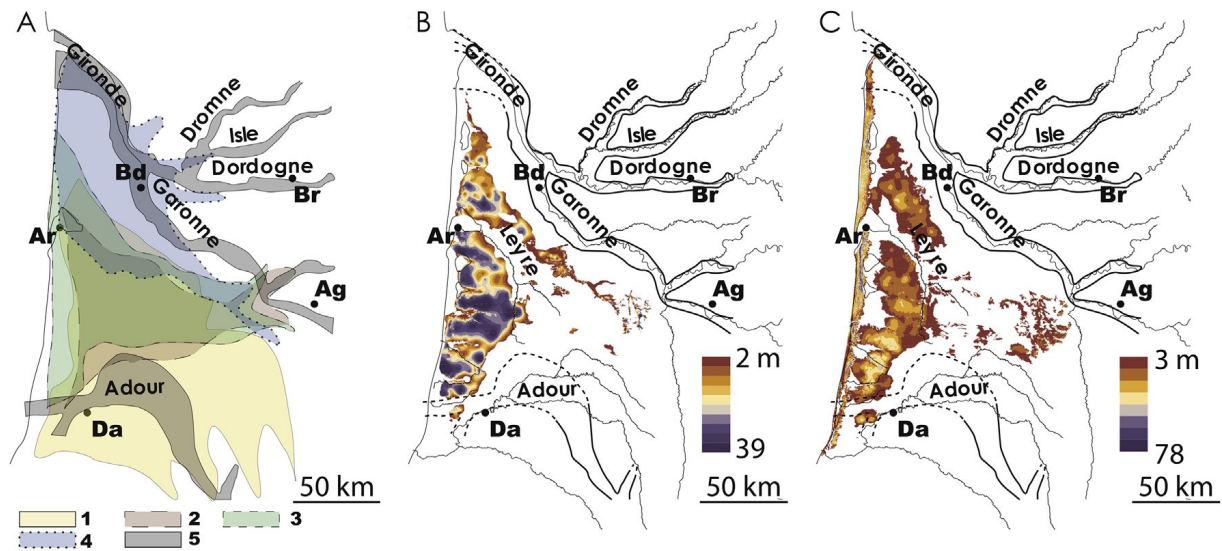 A
Gironde
Dromne
Isle
Dordogne
Bd
Br
Garonne
Ar
Ag
Adour
Da
50 km
1
2
3
4
5
B
Gironde
Dromne
Isle
Dordogne
Bd
Br
Garonne
Ar
Leyre
Ag
2 m
39
Adour
Da
50 km
C
Gironde
Dromne
Isle
Dordogne
Bd
Br
Garonne
Ar
Leyre
Ag
3 m
78
Adour
Da
50 km